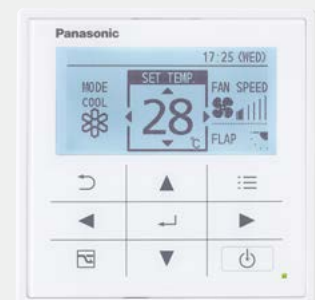 Panasonic
17:25 (WED)
MODE
SET TEMP.
FAN SPEED
COOL
28
°C
FLAP